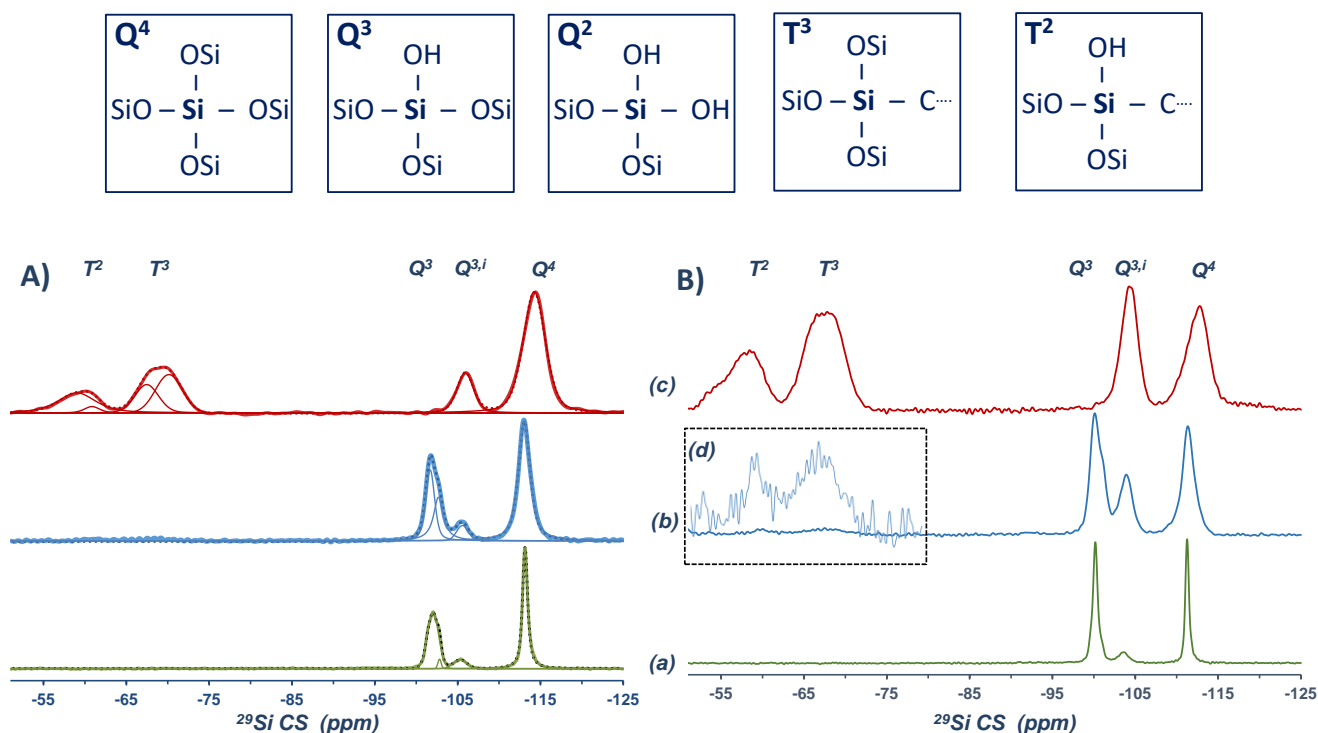 Q⁴ Q³ Q² T³ T²
OSi OH OH OSi OH
SiO – Si – OSi SiO – Si – OSi SiO – Si – OH SiO – Si – C···· SiO – Si – C····
OSi OSi OSi OSi OSi
A) T² T³ Q³ Q³,ⁱ Q⁴
B) T² T³ Q³ Q³,ⁱ Q⁴
(c)
(d)
(b)
(a)
-55 -65 -75 -85 -95 -105 -115 -125
²⁹Si CS (ppm)
-55 -65 -75 -85 -95 -105 -115 -125
²⁹Si CS (ppm)